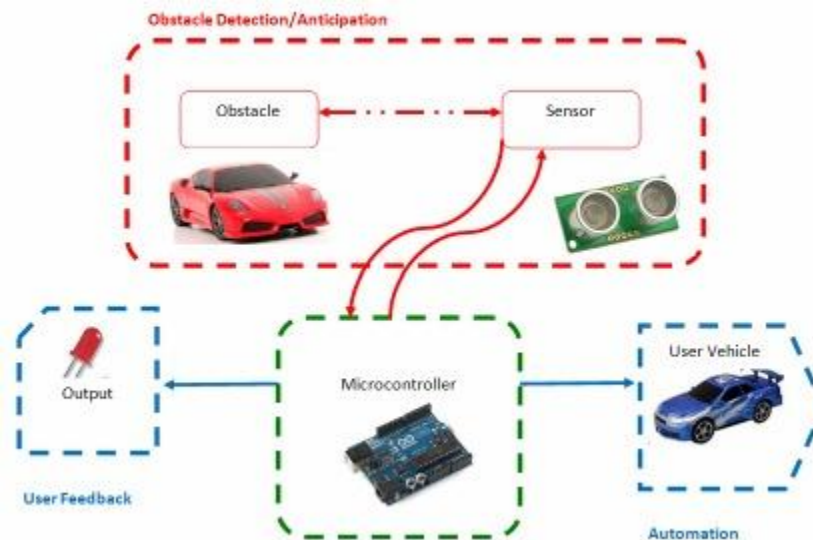 Obstacle Detection/Anticipation
Obstacle
Sensor
User Vehicle
Output
Microcontroller
User Feedback
Automation